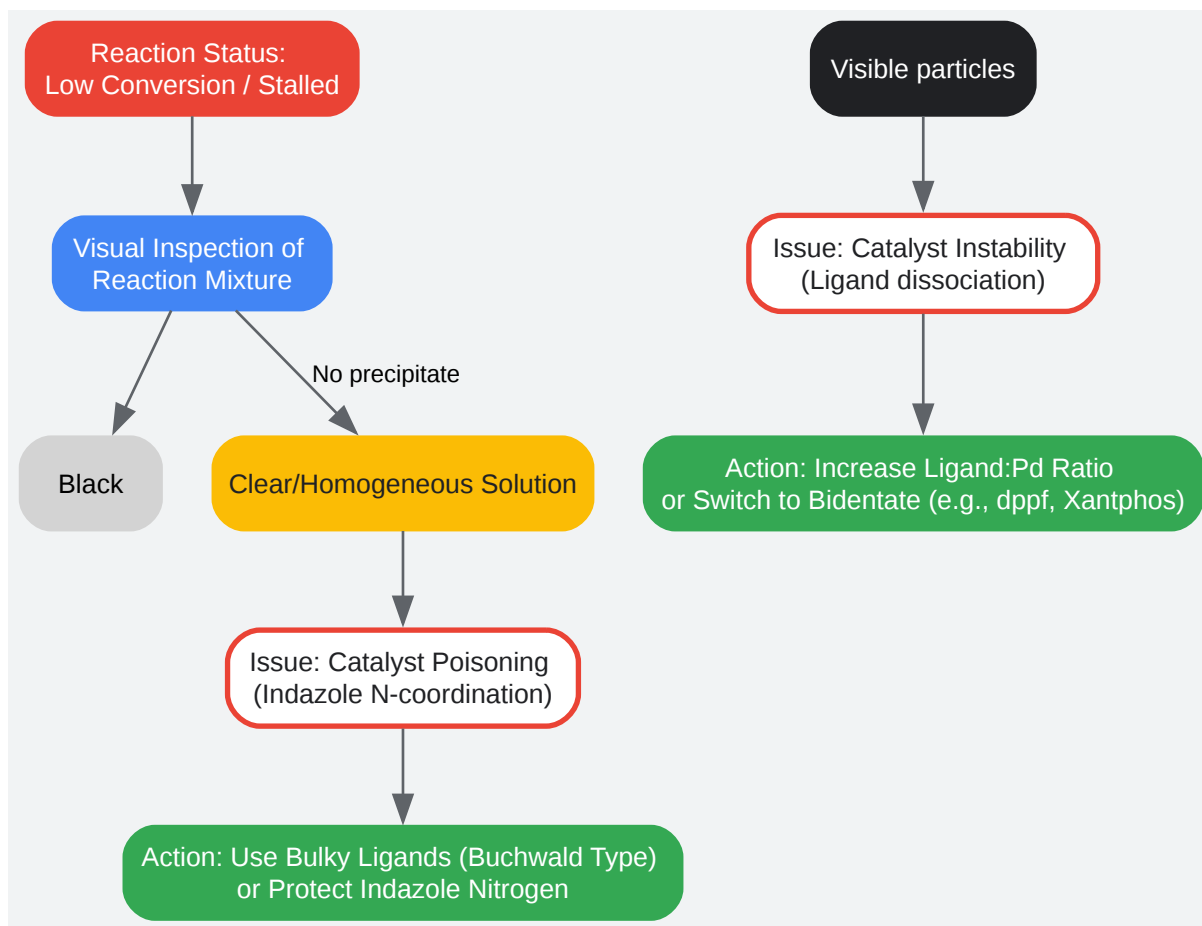 Reaction Status:
Low Conversion / Stalled
Visible particles
Visual Inspection of
Reaction Mixture
Issue: Catalyst Instability
(Ligand dissociation)
No precipitate
Black
Clear/Homogeneous Solution
Action: Increase Ligand:Pd Ratio
or Switch to Bidentate (e.g., dppf, Xantphos)
Issue: Catalyst Poisoning
(Indazole N-coordination)
Action: Use Bulky Ligands (Buchwald Type)
or Protect Indazole Nitrogen